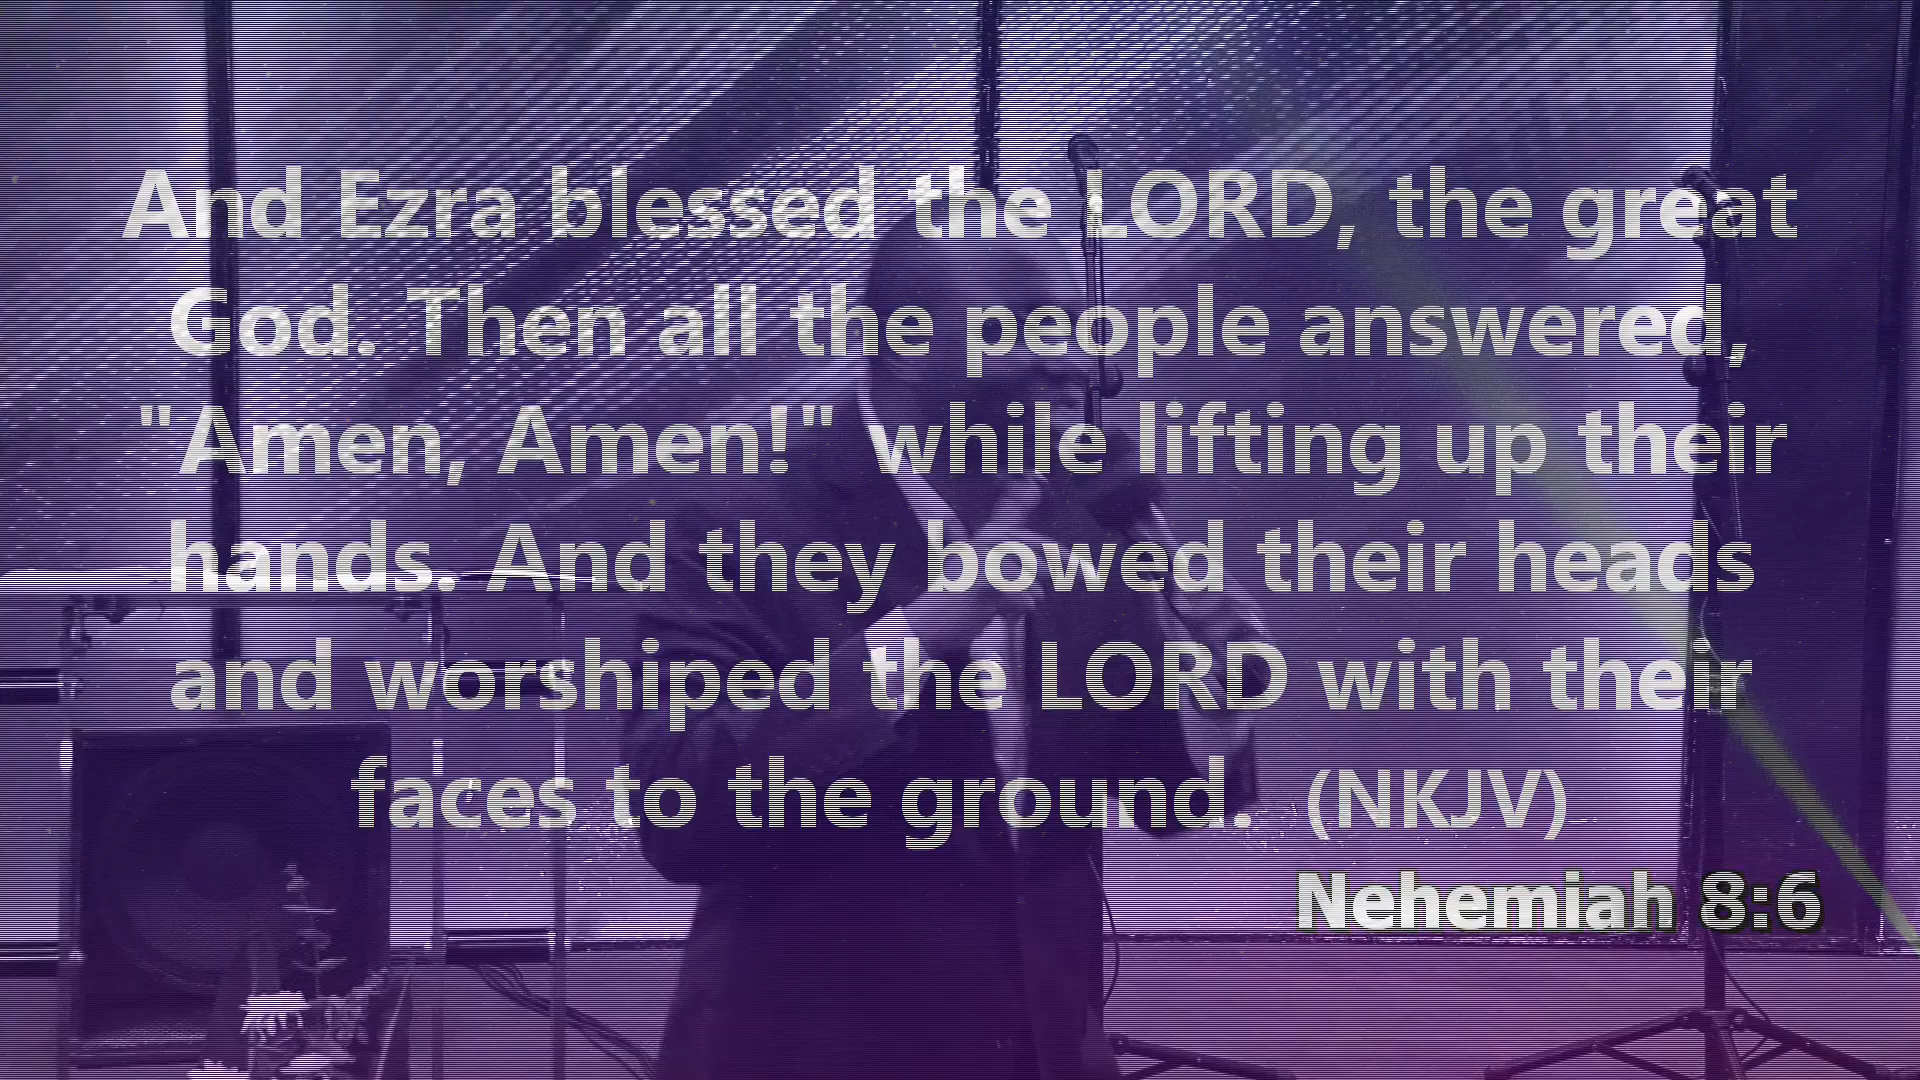 And Ezra blessed the LORD, the great
God. Then all the people answered,
"Amen, Amen!" while lifting up their
hands. And they bowed their heads
and worshiped the LORD with their
faces to the ground. (NKJV)
Nehemiah 8:6